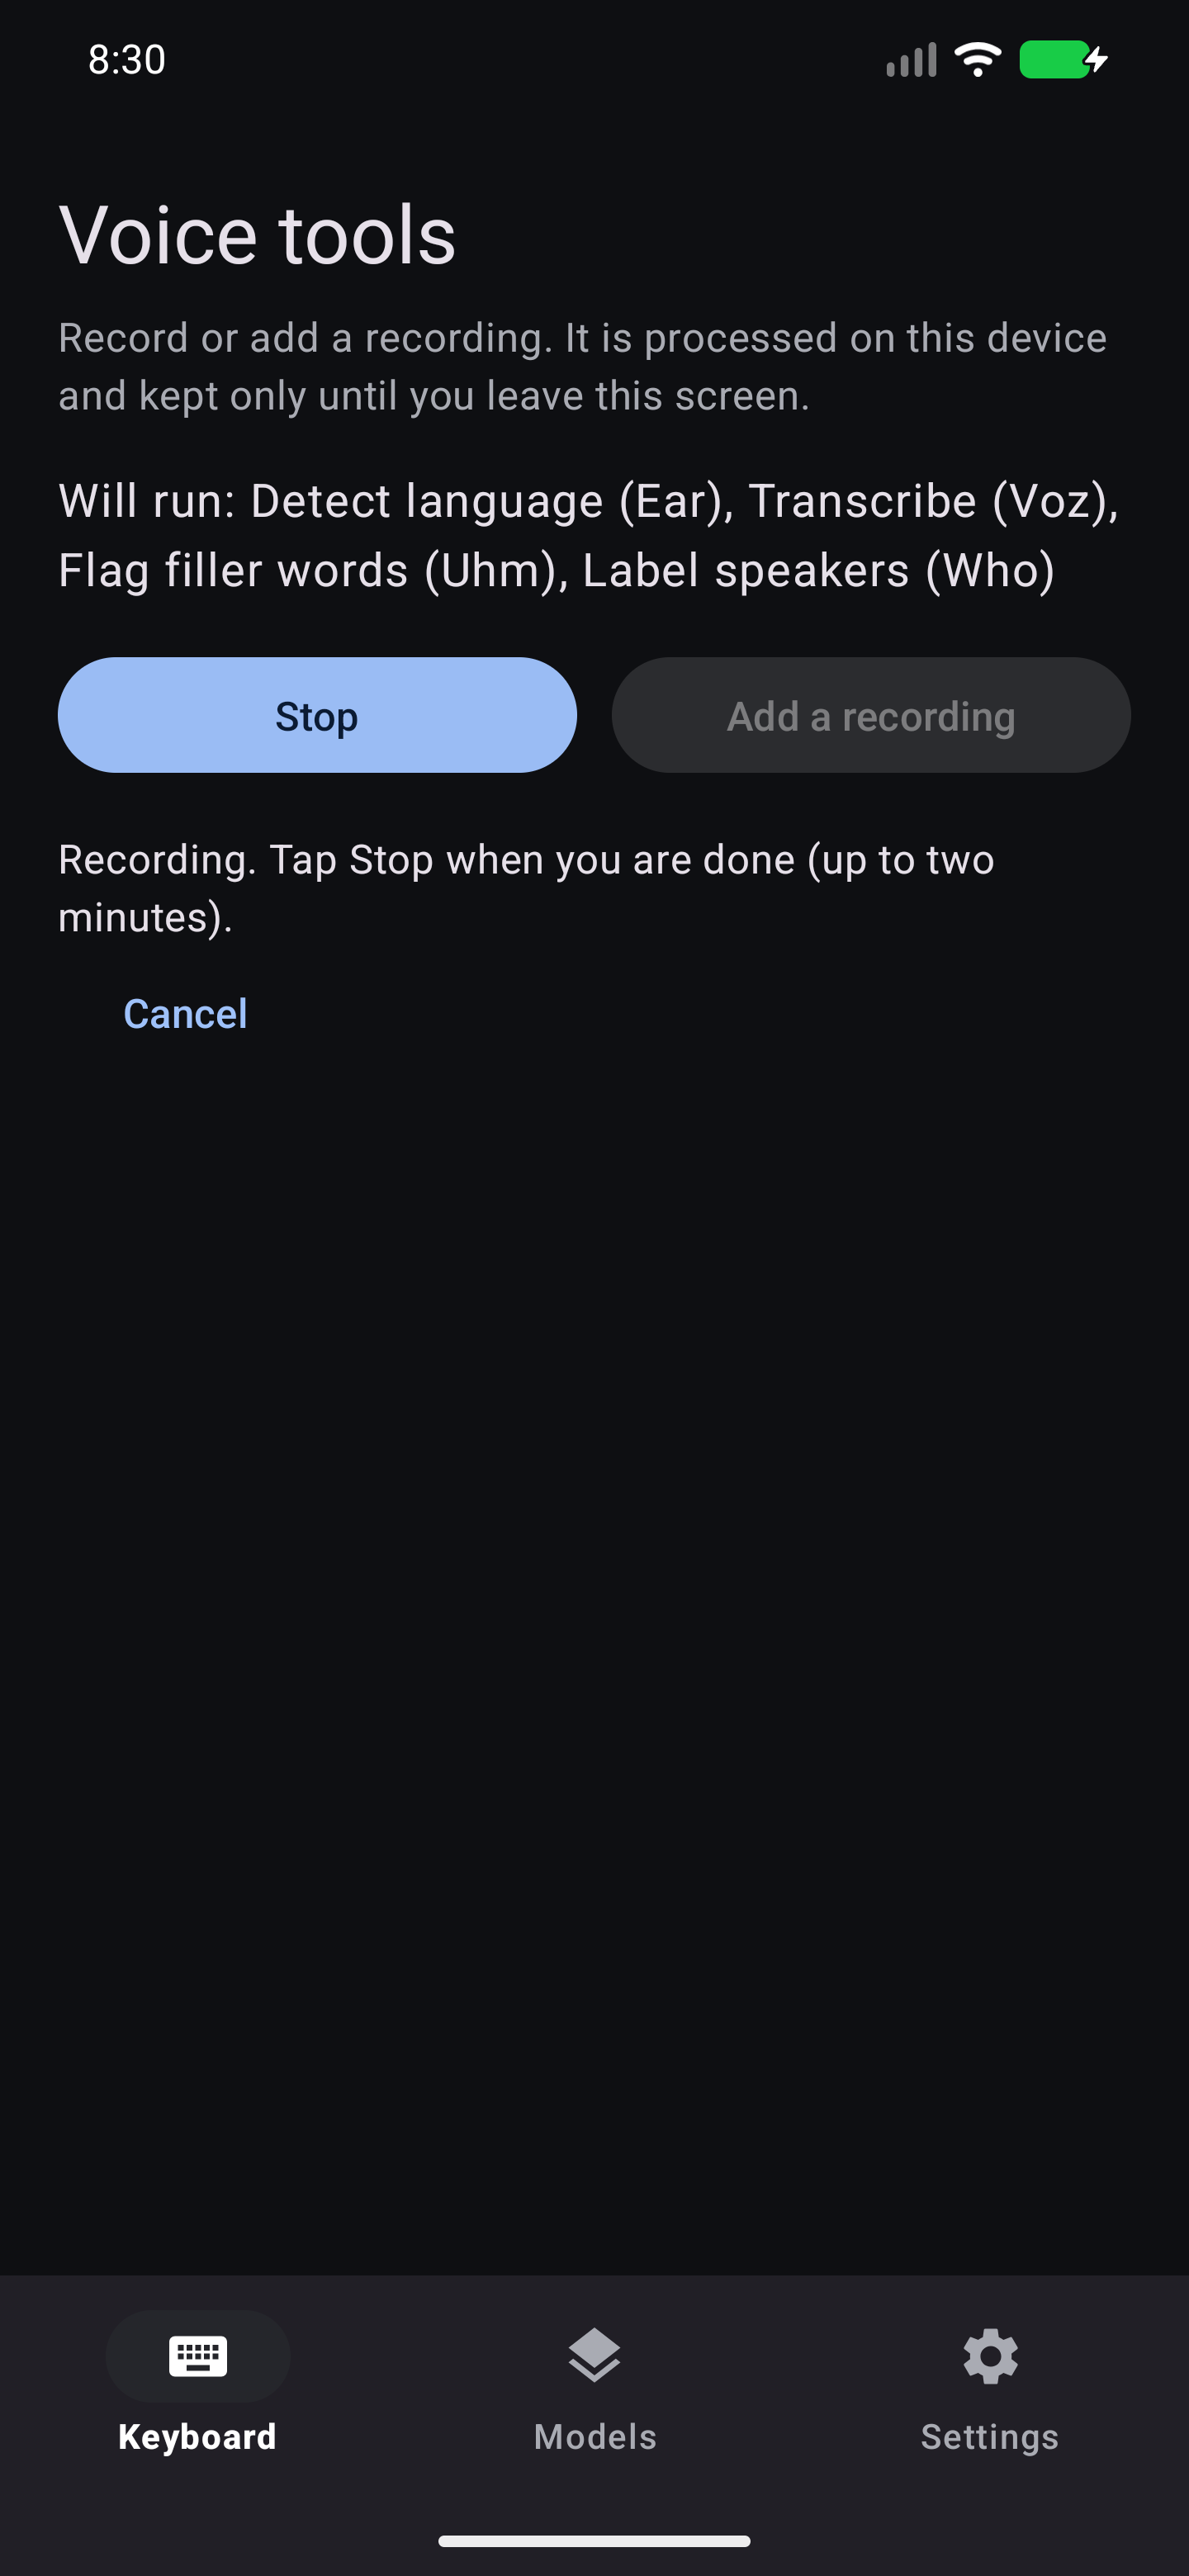 8:30
Voice tools
Record or add a recording. It is processed on this device
and kept only until you leave this screen.
Will run: Detect language (Ear), Transcribe (Voz),
Flag filler words (Uhm), Label speakers (Who)
Stop
Add a recording
Recording. Tap Stop when you are done (up to two
minutes).
Cancel
Keyboard
Models
Settings